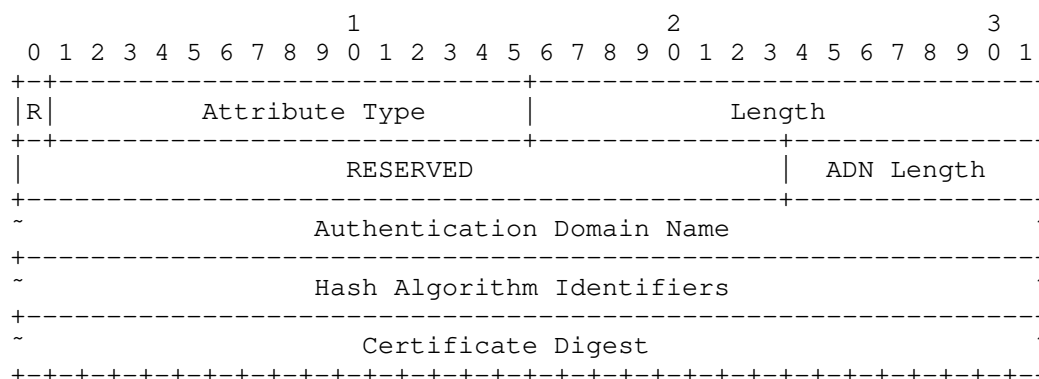 1                   2                   3
 0 1 2 3 4 5 6 7 8 9 0 1 2 3 4 5 6 7 8 9 0 1 2 3 4 5 6 7 8 9 0 1
+-+-----------------------------+-------------------------------
|R|         Attribute Type      |            Length
+-+-----------------------------+---------------+---------------
|                    RESERVED                   |  ADN Length
+-----------------------------------------------+---------------
~                  Authentication Domain Name                   ~
+---------------------------------------------------------------
~                  Hash Algorithm Identifiers                   ~
+---------------------------------------------------------------
~                     Certificate Digest                        ~
+-+-+-+-+-+-+-+-+-+-+-+-+-+-+-+-+-+-+-+-+-+-+-+-+-+-+-+-+-+-+-+-